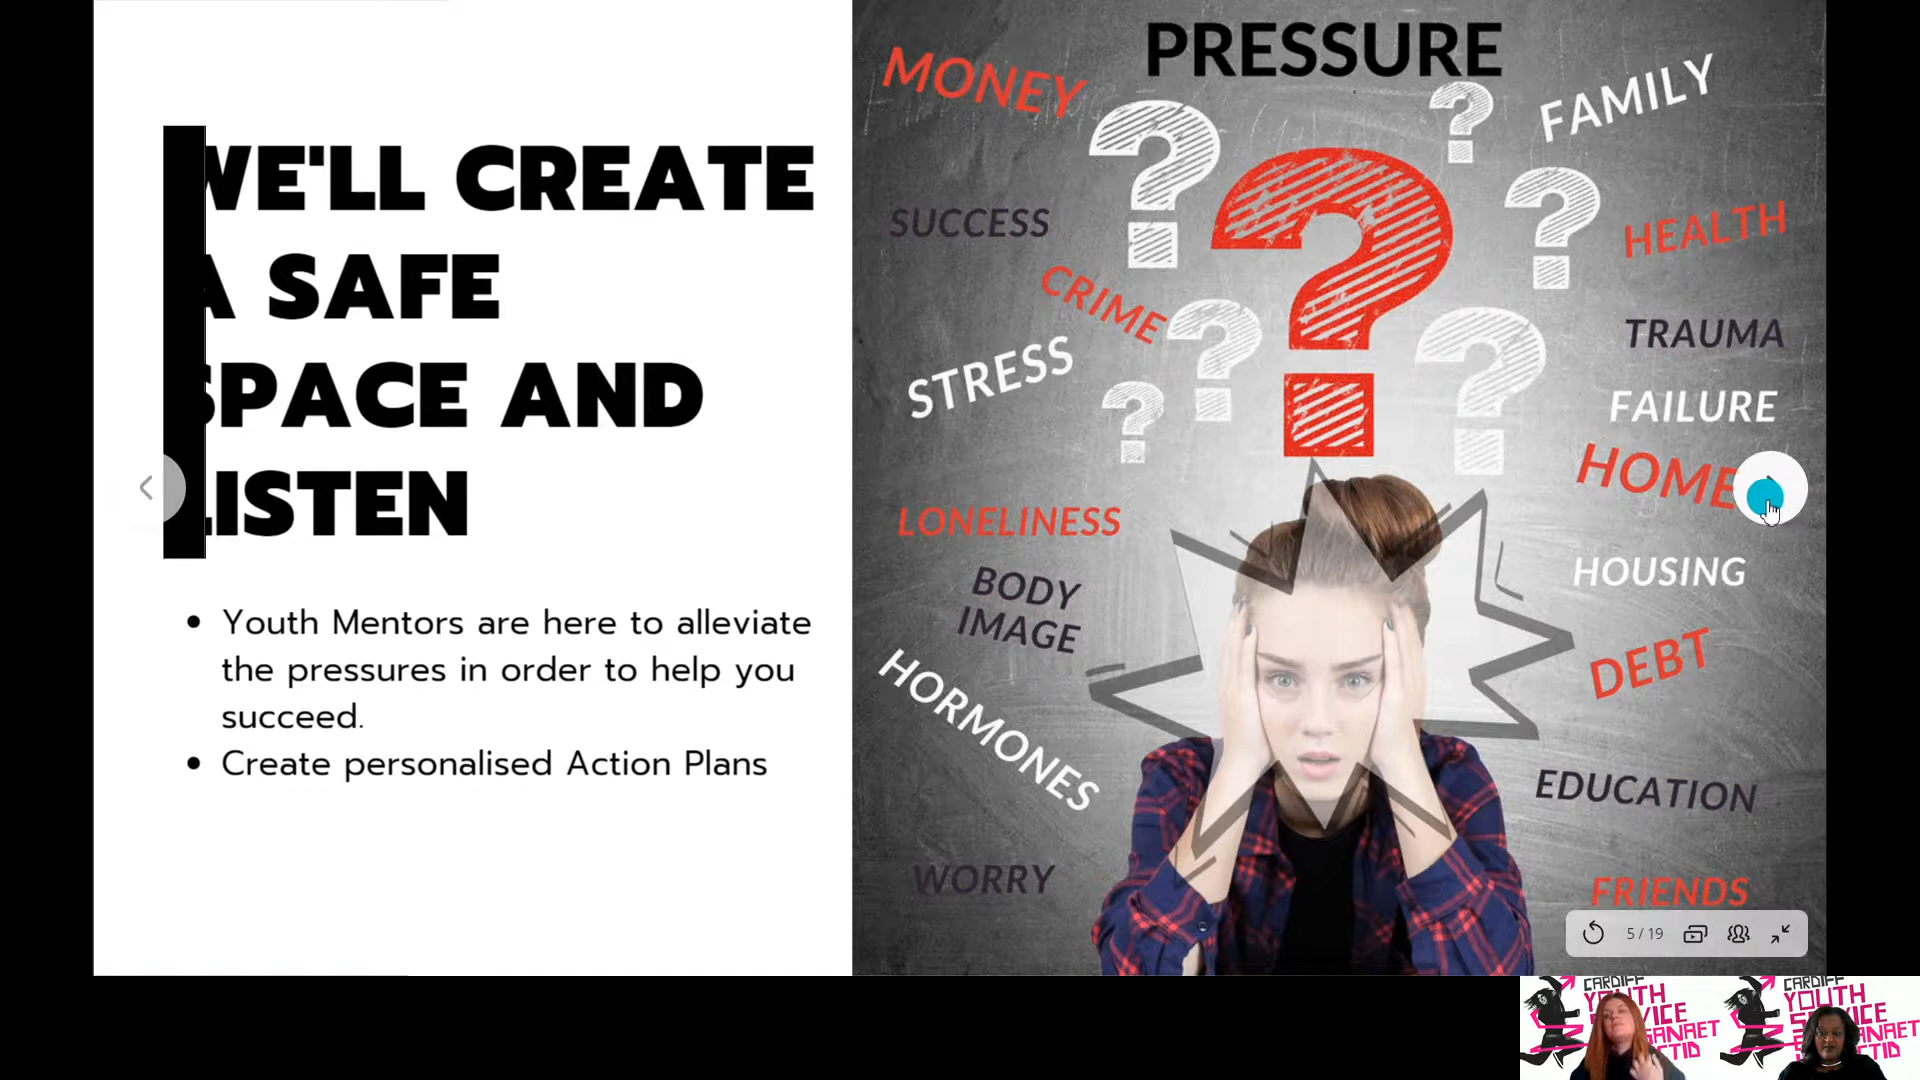 WE'LL CREATE
A SAFE
SPACE AND
LISTEN
• Youth Mentors are here to alleviate
the pressures in order to help you
succeed.
• Create personalised Action Plans
PRESSURE
MONEY
FAMILY
SUCCESS
HEALTH
CRIME
TRAUMA
STRESS
FAILURE
HOME
LONELINESS
HOUSING
BODY
IMAGE
DEBT
HORMONES
EDUCATION
WORRY
FRIENDS
5 / 19
CARDIFF
YOUTH
CARDIFF
YOUTH